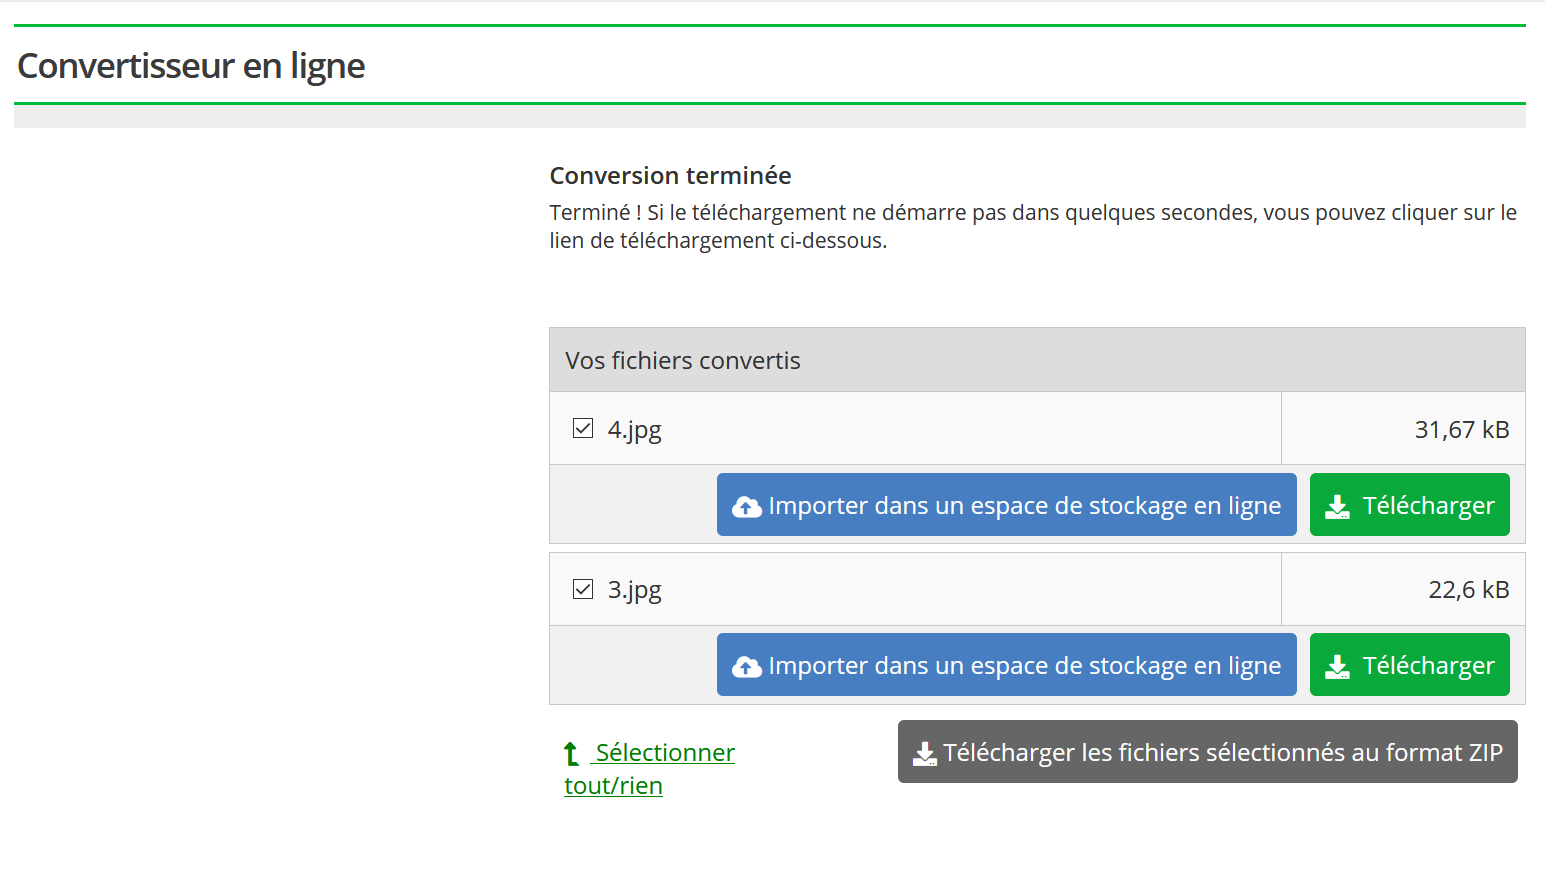 Convertisseur en ligne
Conversion terminée
Terminé ! Si le téléchargement ne démarre pas dans quelques secondes, vous pouvez cliquer sur le
lien de téléchargement ci-dessous.
Vos fichiers convertis
4.jpg 31,67 kB
Importer dans un espace de stockage en ligne Télécharger
3.jpg 22,6 kB
Importer dans un espace de stockage en ligne Télécharger
Sélectionner
tout/rien
Télécharger les fichiers sélectionnés au format ZIP